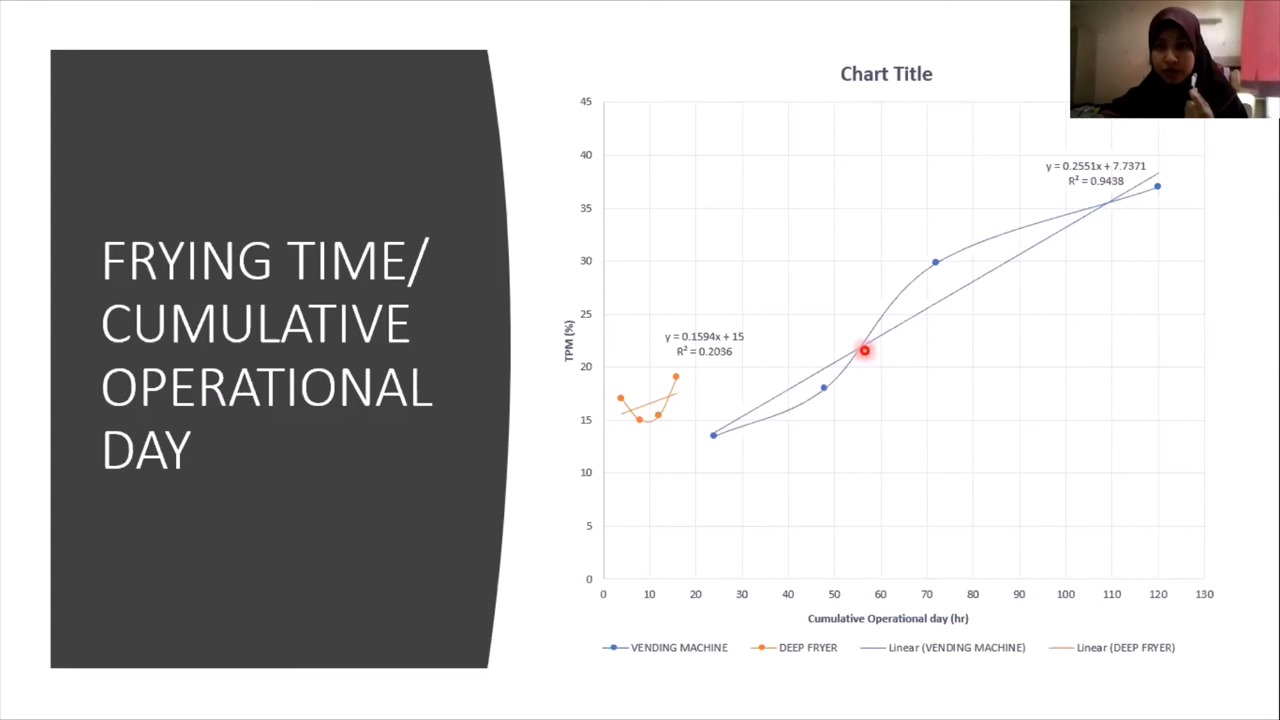 FRYING TIME/
CUMULATIVE
OPERATIONAL
DAY
Chart Title
45
40
35
30
25
20
15
10
5
0
TPM (%)
y = 0.2551x + 7.7371
R² = 0.9438
y = 0.1594x + 15
R² = 0.2036
0 10 20 30 40 50 60 70 80 90 100 110 120 130
Cumulative Operational day (hr)
VENDING MACHINE DEEP FRYER Linear (VENDING MACHINE) Linear (DEEP FRYER)